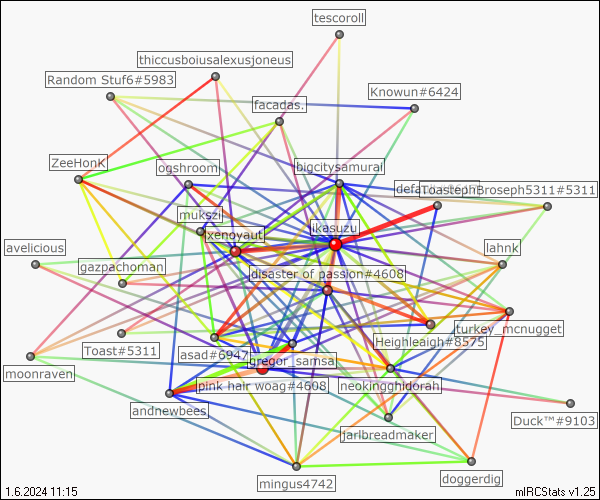 tescoroll
thiccusboiusalexusjoneus
Random Stuf6#5983
Knowun#6424
facadas.
ZeeHonK
ogshroom
bigcitysamurai
Toasteph Broseph5311#5311
mukszi
ikasuzu
xenoyaut
avelicious
lahnk
gazpachoman
disaster of passion#4608
turkey_mcnugget
Toast#5311
asad#6947
Heighleaigh#8575
gregor_samsa
moonraven
pink hair woag#4608
neokingghidorah
andnewbees
Duck™#9103
jarlbreadmaker
doggerdig
mingus4742
1.6.2024 11:15
mIRCStats v1.25